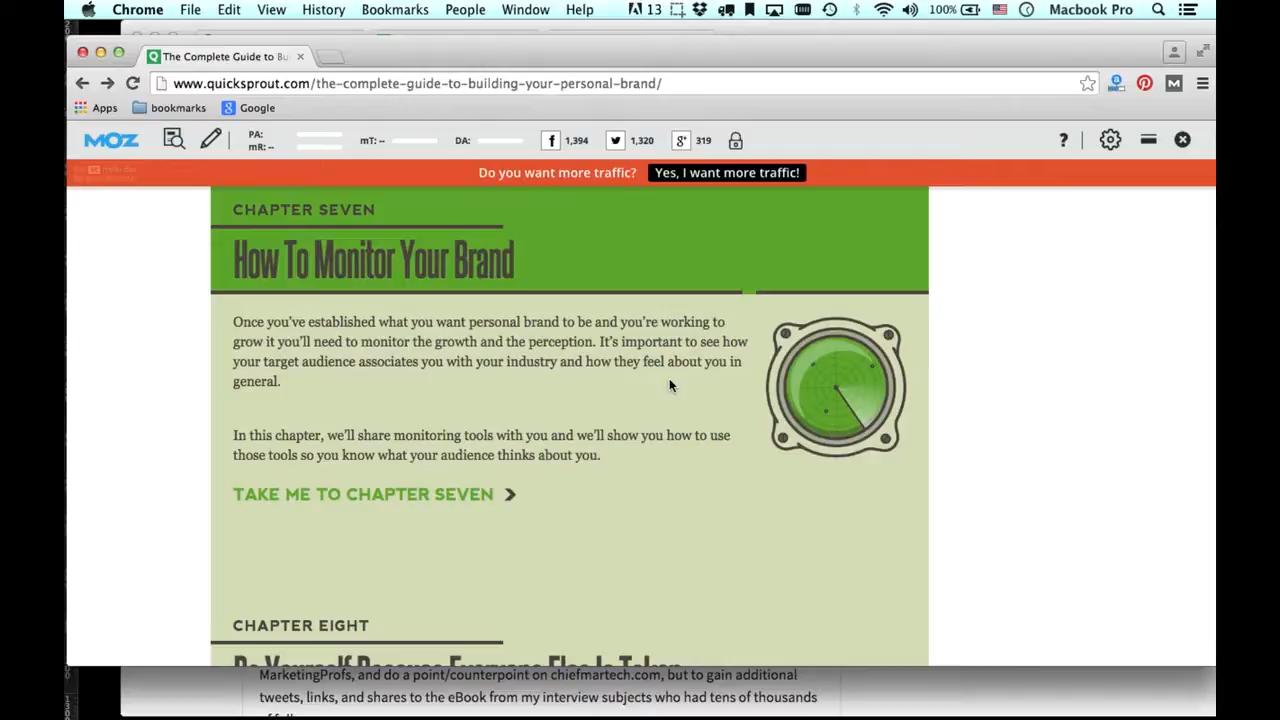 Chrome File Edit View History Bookmarks People Window Help 13 100% Macbook Pro
The Complete Guide to Bu
www.quicksprout.com/the-complete-guide-to-building-your-personal-brand/
Apps bookmarks Google
MOZ PA: mR: -- mT: -- DA: 1,394 1,320 319 ?
Do you want more traffic? Yes, I want more traffic!
CHAPTER SEVEN
How To Monitor Your Brand
Once you've established what you want personal brand to be and you're working to
grow it you'll need to monitor the growth and the perception. It's important to see how
your target audience associates you with your industry and how they feel about you in
general.
In this chapter, we'll share monitoring tools with you and we'll show you how to use
those tools so you know what your audience thinks about you.
TAKE ME TO CHAPTER SEVEN
CHAPTER EIGHT
Be Yourself Because Everyone Else Is Taken
MarketingProfs, and do a point/counterpoint on chiefmartech.com, but to gain additional
tweets, links, and shares to the eBook from my interview subjects who had tens of thousands